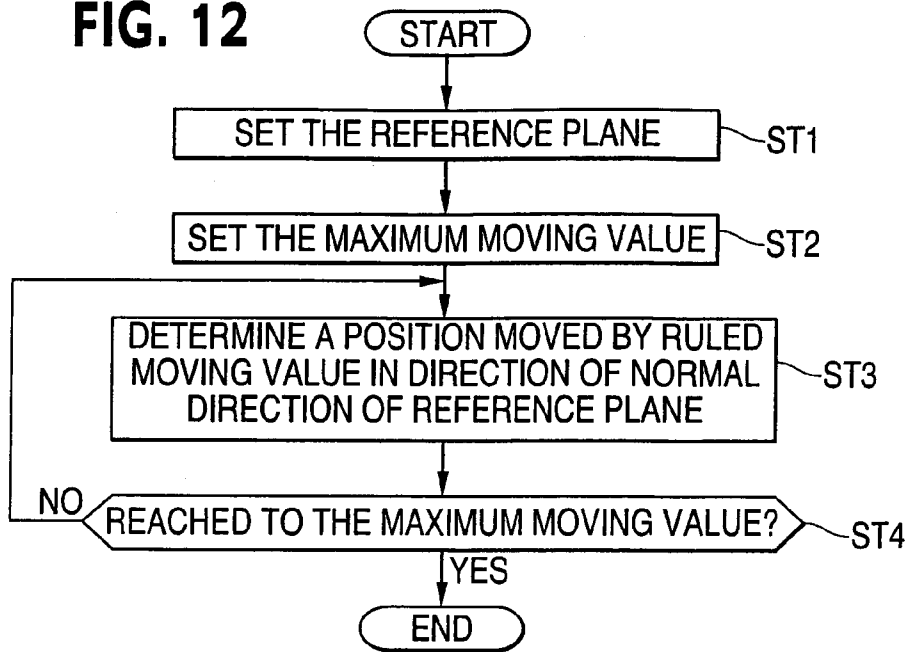 FIG. 12
START
SET THE REFERENCE PLANE
ST1
SET THE MAXIMUM MOVING VALUE
ST2
DETERMINE A POSITION MOVED BY RULED
MOVING VALUE IN DIRECTION OF NORMAL
DIRECTION OF REFERENCE PLANE
ST3
NO
REACHED TO THE MAXIMUM MOVING VALUE?
ST4
YES
END